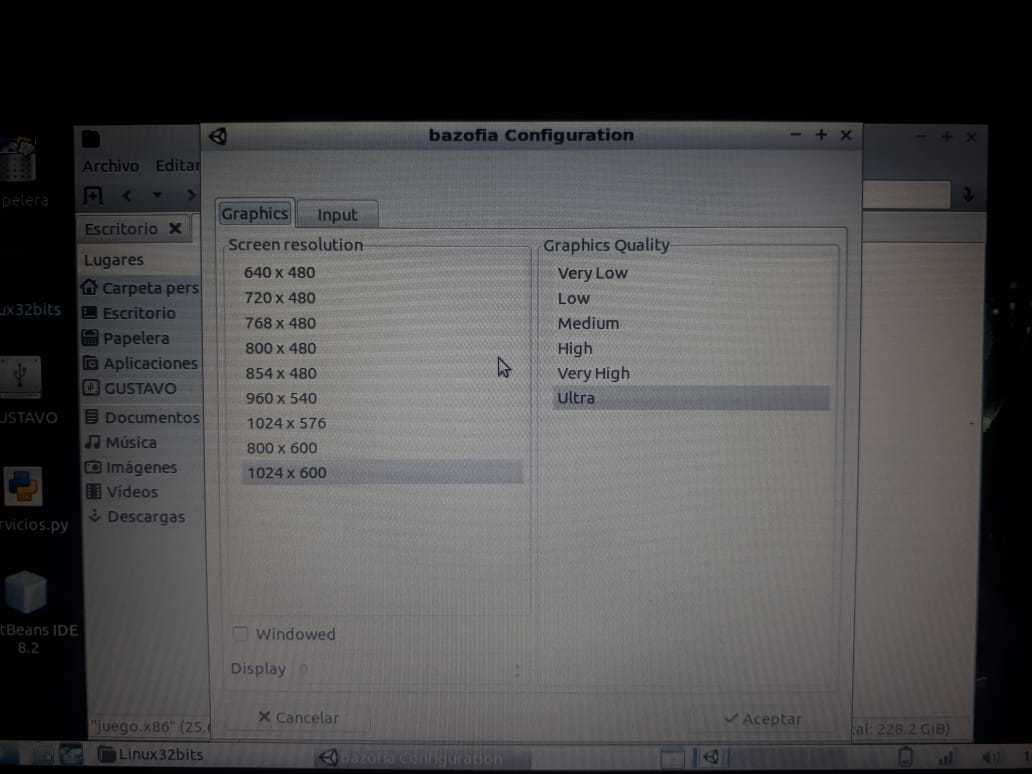 bazofia Configuration
Archivo Editar
pelera
Graphics Input
Escritorio
Screen resolution
Graphics Quality
Lugares
640 x 480
720 x 480
768 x 480
800 x 480
854 x 480
960 x 540
1024 x 576
800 x 600
1024 x 600
Very Low
Low
Medium
High
Very High
Ultra
Carpeta pers
Escritorio
Papelera
Aplicaciones
GUSTAVO
Documentos
Música
Imágenes
Vídeos
Descargas
ux32bits
USTAVO
rvicios.py
tBeans IDE
8.2
Windowed
Display 0
Cancelar
Aceptar
"juego.x86" (25,
al: 228.2 GiB)
Linux32bits
bazofia Configuration